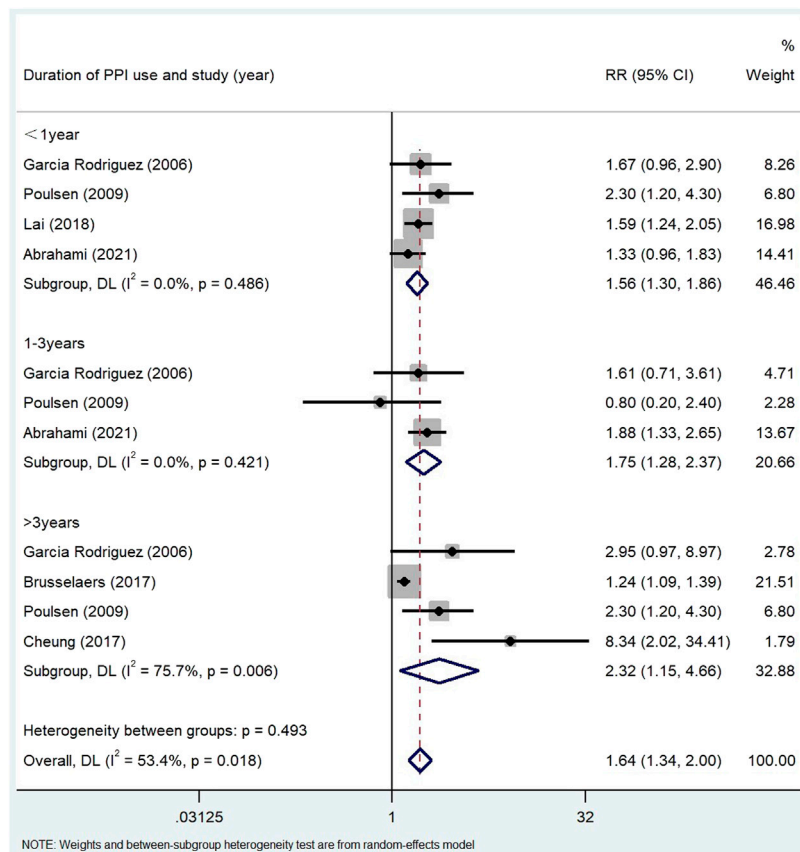 %
Duration of PPI use and study (year) RR (95% CI) Weight
＜1year
Garcia Rodriguez (2006) 1.67 (0.96, 2.90) 8.26
Poulsen (2009) 2.30 (1.20, 4.30) 6.80
Lai (2018) 1.59 (1.24, 2.05) 16.98
Abrahami (2021) 1.33 (0.96, 1.83) 14.41
Subgroup, DL (I² = 0.0%, p = 0.486) 1.56 (1.30, 1.86) 46.46
1-3years
Garcia Rodriguez (2006) 1.61 (0.71, 3.61) 4.71
Poulsen (2009) 0.80 (0.20, 2.40) 2.28
Abrahami (2021) 1.88 (1.33, 2.65) 13.67
Subgroup, DL (I² = 0.0%, p = 0.421) 1.75 (1.28, 2.37) 20.66
>3years
Garcia Rodriguez (2006) 2.95 (0.97, 8.97) 2.78
Brusselaers (2017) 1.24 (1.09, 1.39) 21.51
Poulsen (2009) 2.30 (1.20, 4.30) 6.80
Cheung (2017) 8.34 (2.02, 34.41) 1.79
Subgroup, DL (I² = 75.7%, p = 0.006) 2.32 (1.15, 4.66) 32.88
Heterogeneity between groups: p = 0.493
Overall, DL (I² = 53.4%, p = 0.018) 1.64 (1.34, 2.00) 100.00
.03125 1 32
NOTE: Weights and between-subgroup heterogeneity test are from random-effects model